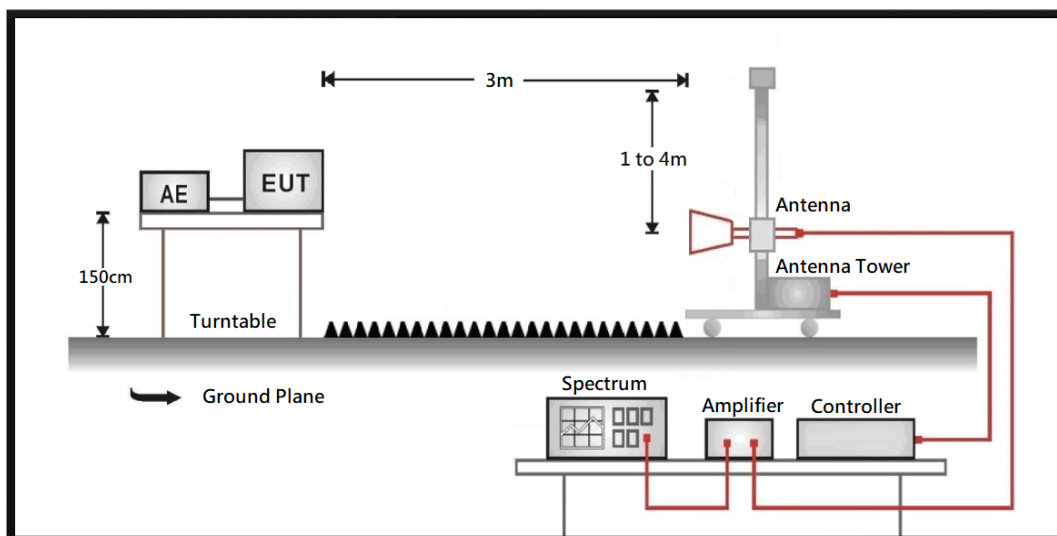 3m
1 to 4m
AE
EUT
Antenna
150cm
Antenna Tower
Turntable
Ground Plane
Spectrum
Amplifier
Controller